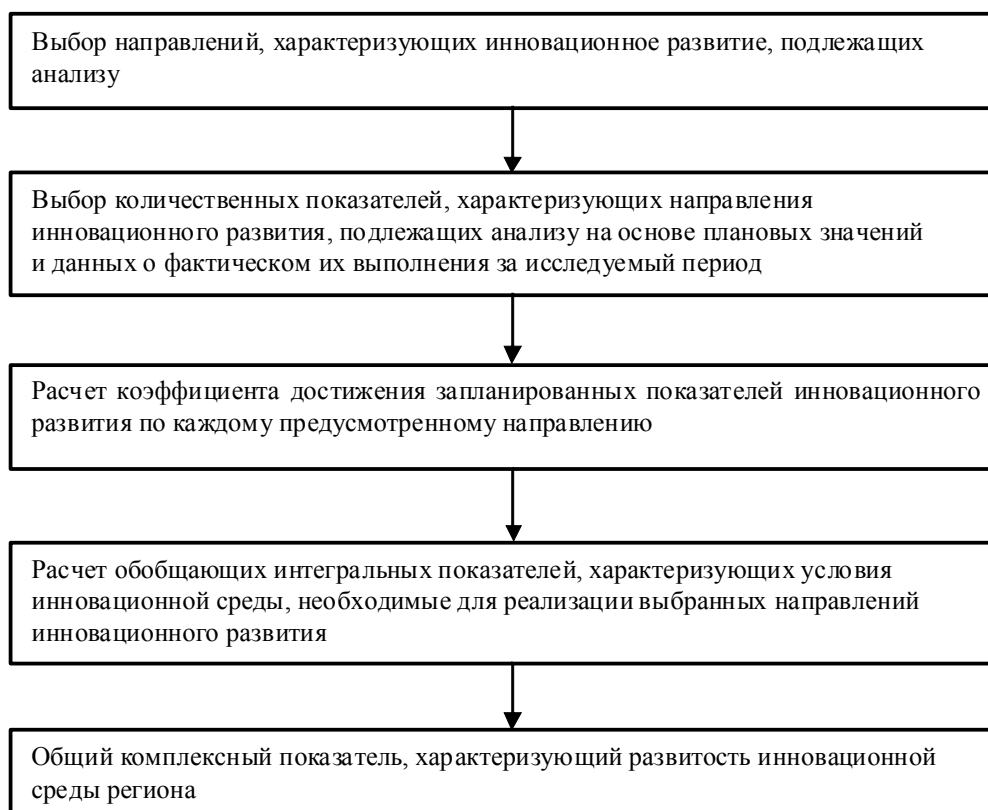 Выбор направлений, характеризующих инновационное развитие, подлежащих
анализу
Выбор количественных показателей, характеризующих направления
инновационного развития, подлежащих анализу на основе плановых значений
и данных о фактическом их выполнения за исследуемый период
Расчет коэффициента достижения запланированных показателей инновационного
развития по каждому предусмотренному направлению
Расчет обобщающих интегральных показателей, характеризующих условия
инновационной среды, необходимые для реализации выбранных направлений
инновационного развития
Общий комплексный показатель, характеризующий развитость инновационной
среды региона